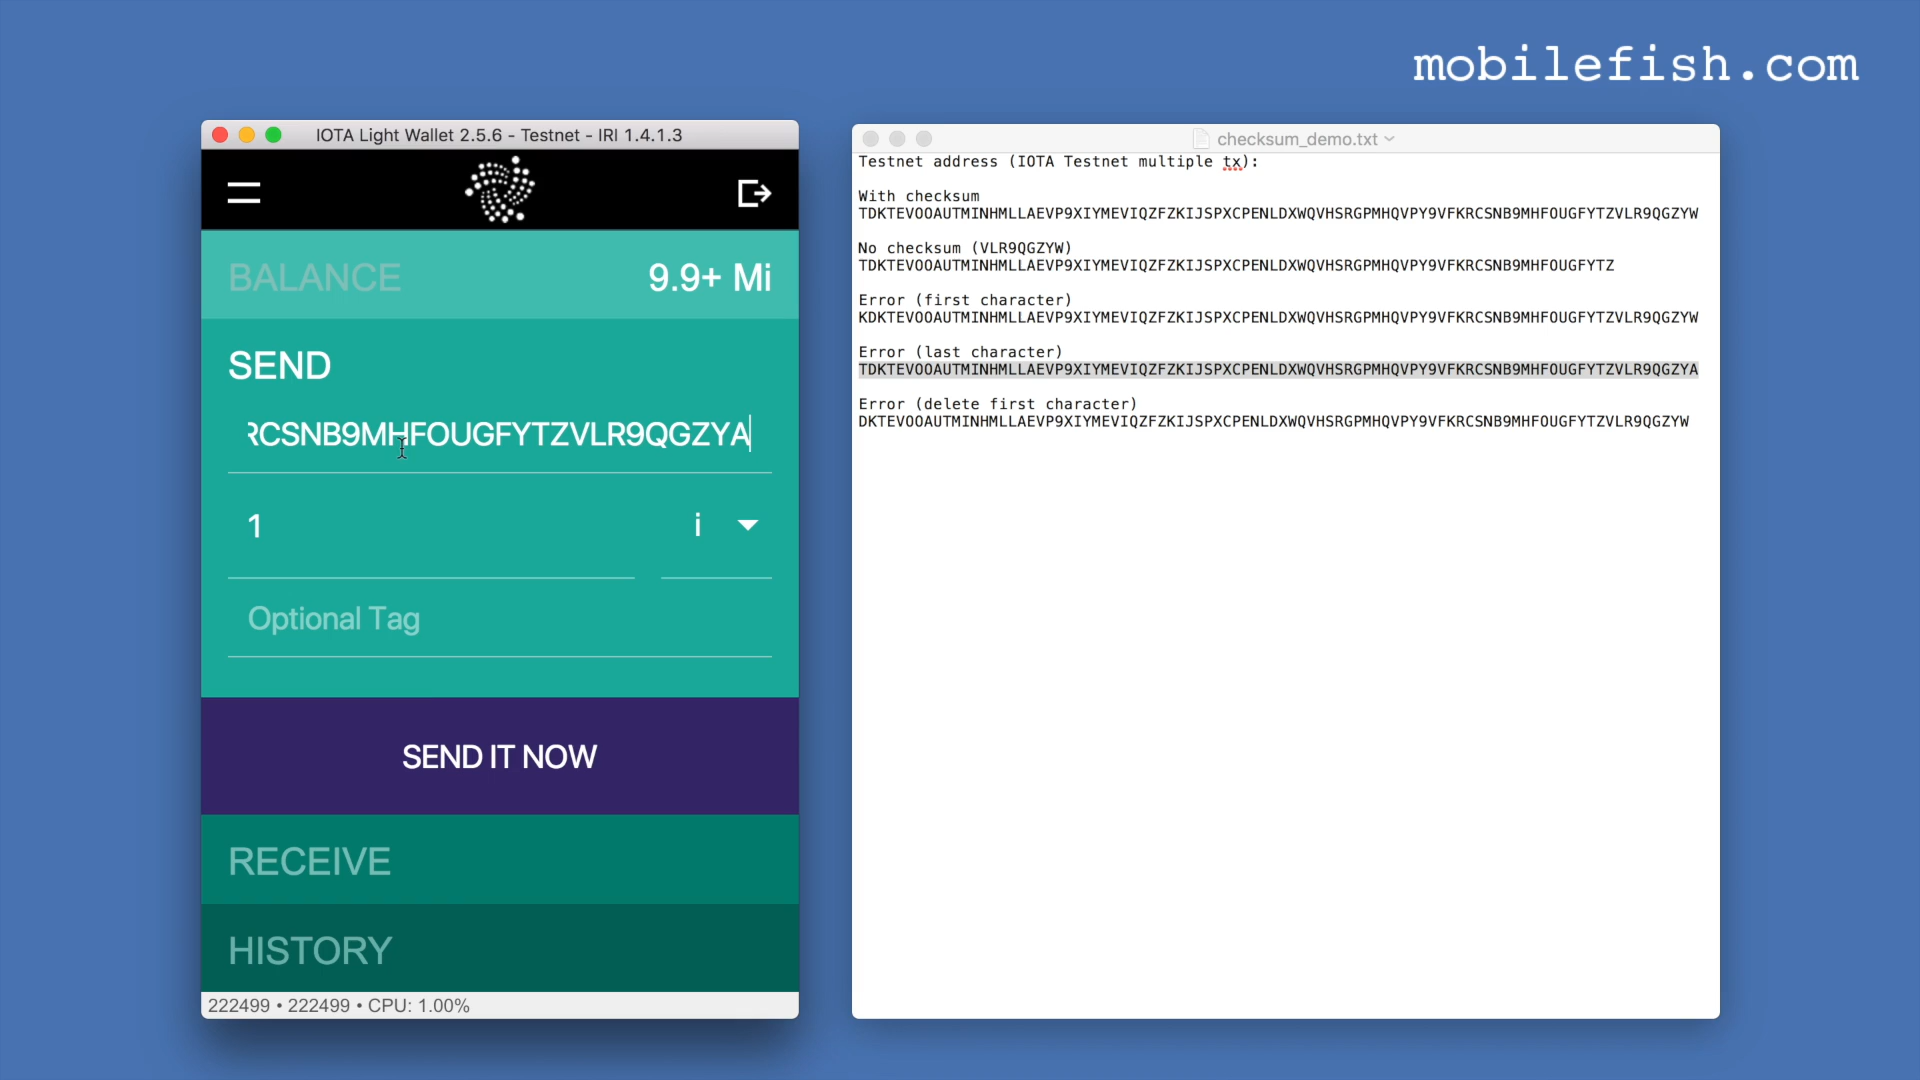 mobilefish.com
IOTA Light Wallet 2.5.6 - Testnet - IRI 1.4.1.3
BALANCE 9.9+ Mi
SEND
RCSNB9MHFOUGFYTZVLR9QGZYA
1 i
Optional Tag
SEND IT NOW
RECEIVE
HISTORY
222499 • 222499 • CPU: 1.00%
checksum_demo.txt
Testnet address (IOTA Testnet multiple tx):
With checksum
TDKTEVOOAUTMINHMLLAEVP9XIYMEVIQZFZKIJSPXCPENLDXWQVHSRGPMHQVPY9VFKRCSNB9MHFOUGFYTZVLR9QGZYW
No checksum (VLR9QGZYW)
TDKTEVOOAUTMINHMLLAEVP9XIYMEVIQZFZKIJSPXCPENLDXWQVHSRGPMHQVPY9VFKRCSNB9MHFOUGFYTZ
Error (first character)
KDKTEVOOAUTMINHMLLAEVP9XIYMEVIQZFZKIJSPXCPENLDXWQVHSRGPMHQVPY9VFKRCSNB9MHFOUGFYTZVLR9QGZYW
Error (last character)
TDKTEVOOAUTMINHMLLAEVP9XIYMEVIQZFZKIJSPXCPENLDXWQVHSRGPMHQVPY9VFKRCSNB9MHFOUGFYTZVLR9QGZYA
Error (delete first character)
DKTEVOOAUTMINHMLLAEVP9XIYMEVIQZFZKIJSPXCPENLDXWQVHSRGPMHQVPY9VFKRCSNB9MHFOUGFYTZVLR9QGZYW